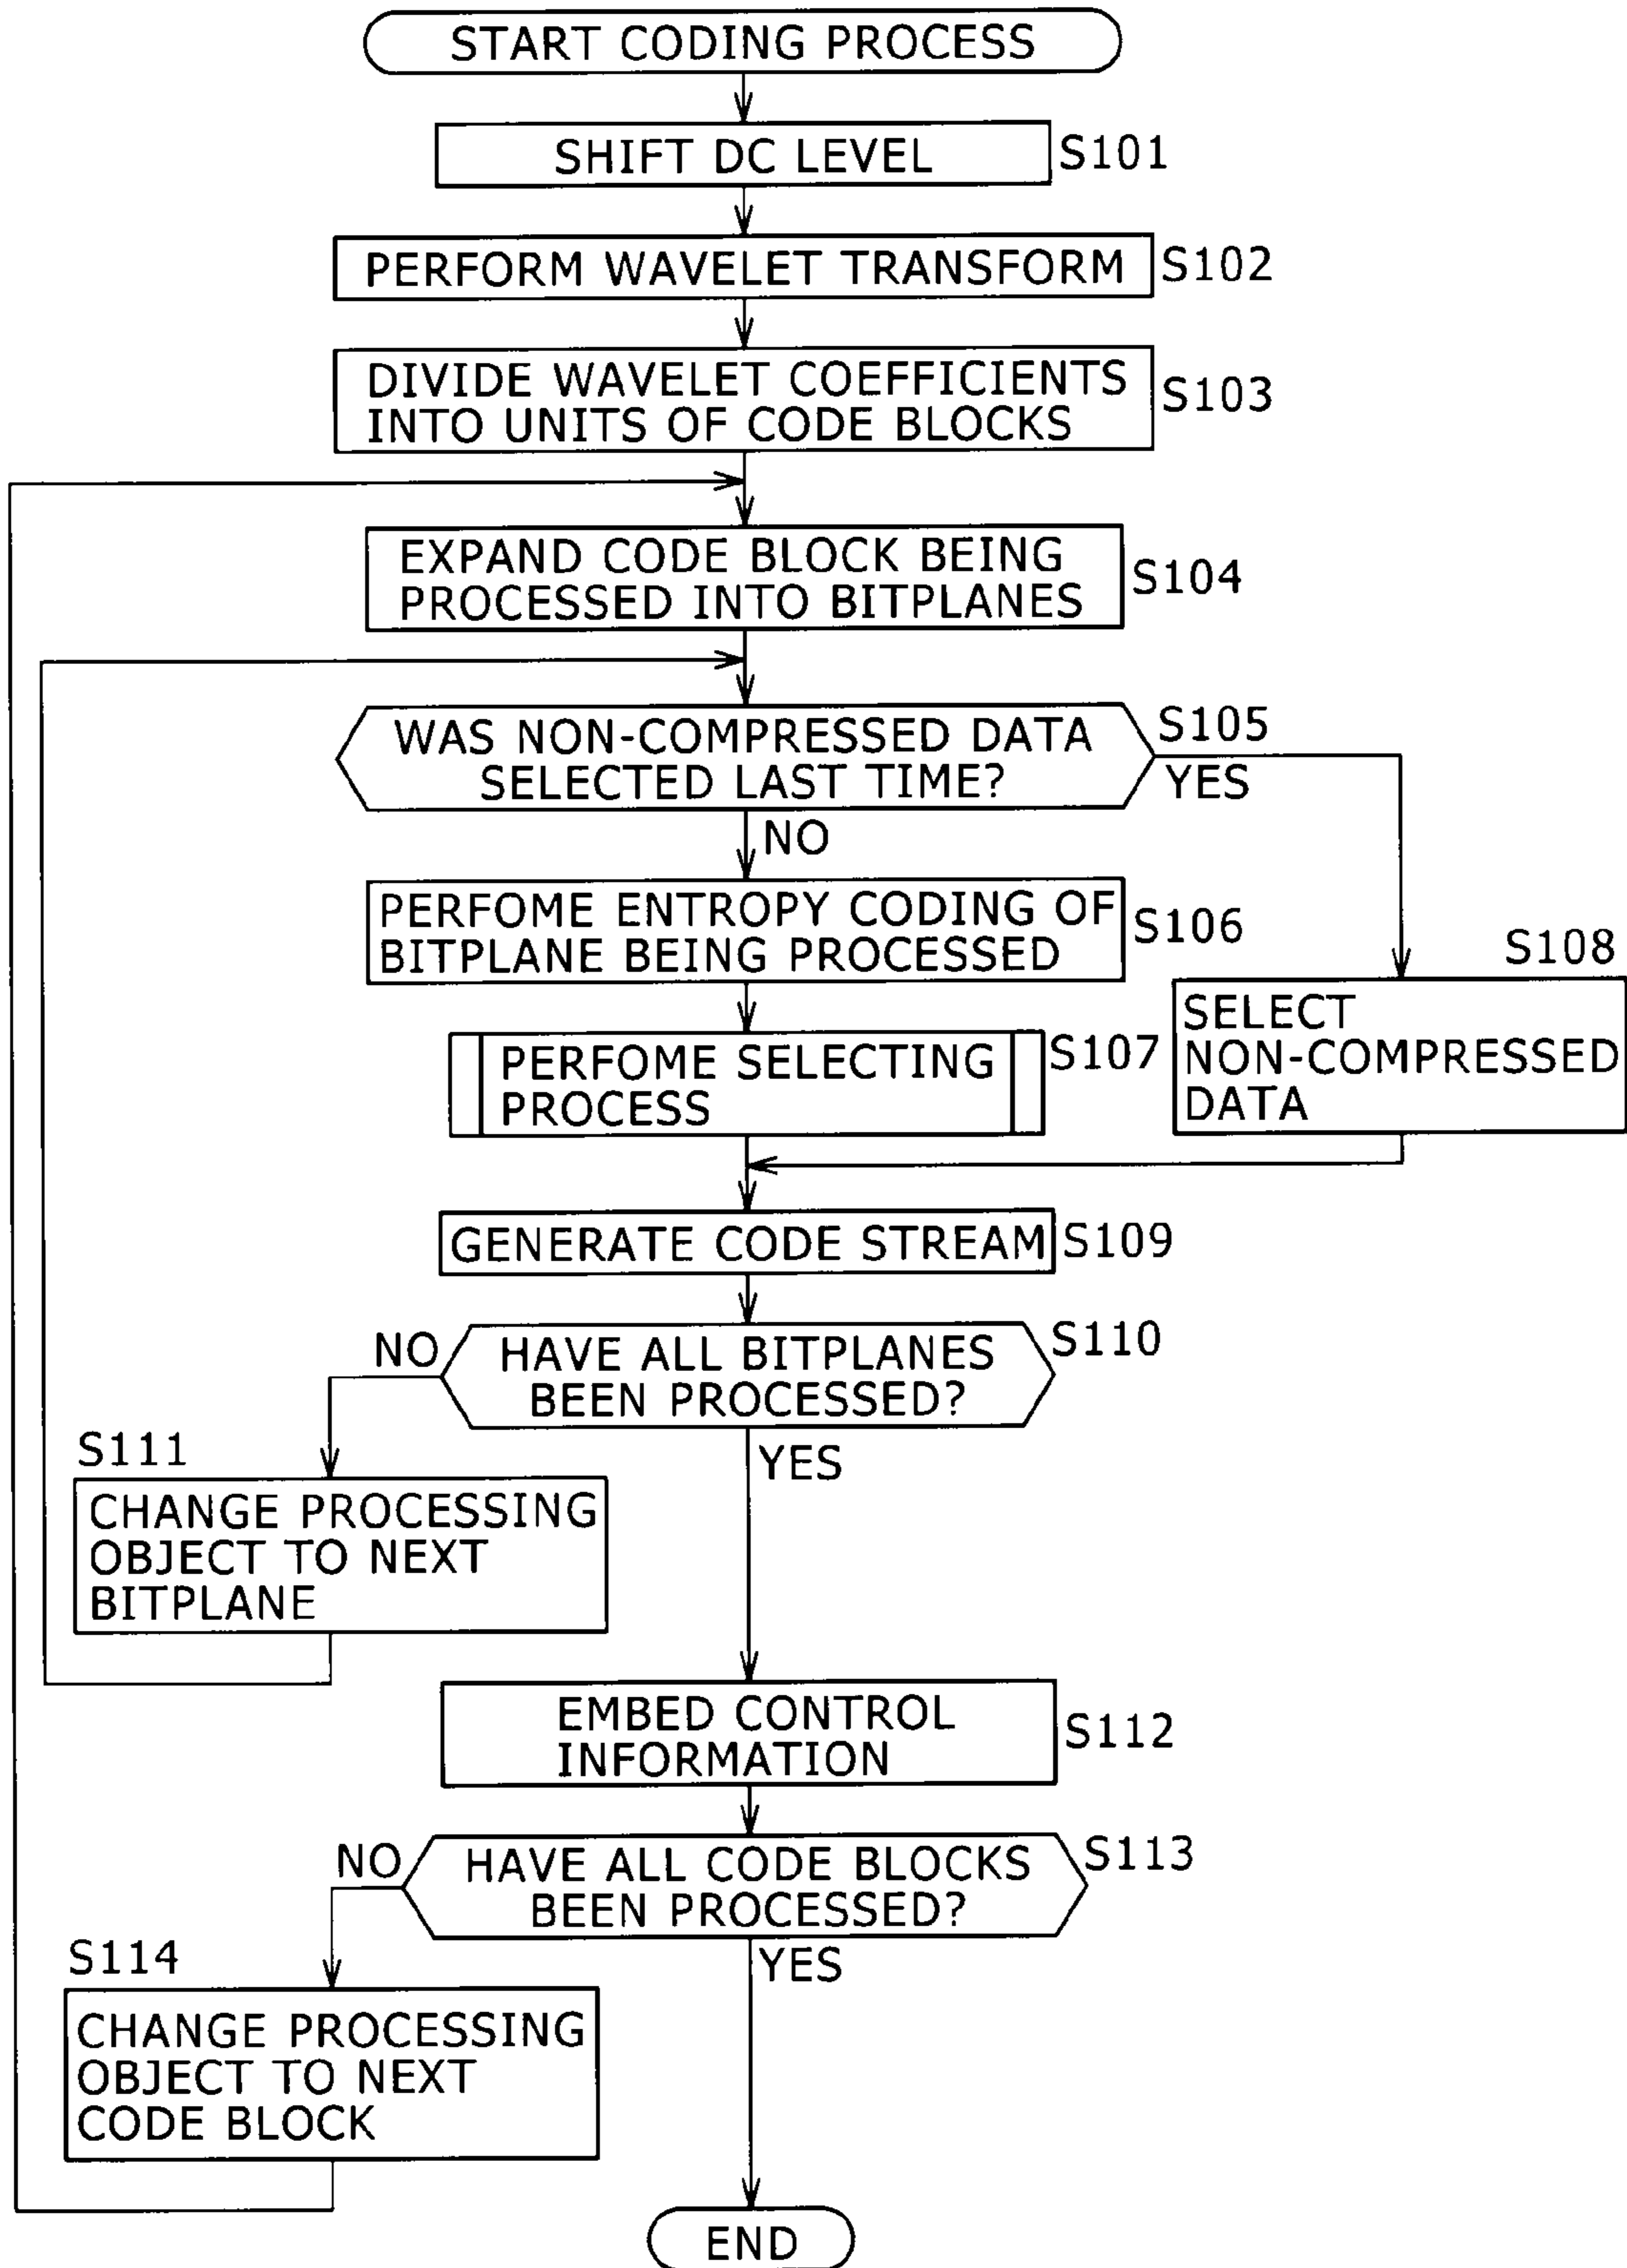 START CODING PROCESS
SHIFT DC LEVEL
S101
PERFORM WAVELET TRANSFORM
S102
DIVIDE WAVELET COEFFICIENTS
INTO UNITS OF CODE BLOCKS
S103
EXPAND CODE BLOCK BEING
PROCESSED INTO BITPLANES
S104
WAS NON-COMPRESSED DATA
SELECTED LAST TIME?
S105
YES
NO
PERFOME ENTROPY CODING OF
BITPLANE BEING PROCESSED
S106
PERFOME SELECTING
PROCESS
S107
S108
SELECT
NON-COMPRESSED
DATA
GENERATE CODE STREAM
S109
HAVE ALL BITPLANES
BEEN PROCESSED?
S110
NO
YES
S111
CHANGE PROCESSING
OBJECT TO NEXT
BITPLANE
EMBED CONTROL
INFORMATION
S112
HAVE ALL CODE BLOCKS
BEEN PROCESSED?
S113
NO
YES
S114
CHANGE PROCESSING
OBJECT TO NEXT
CODE BLOCK
END